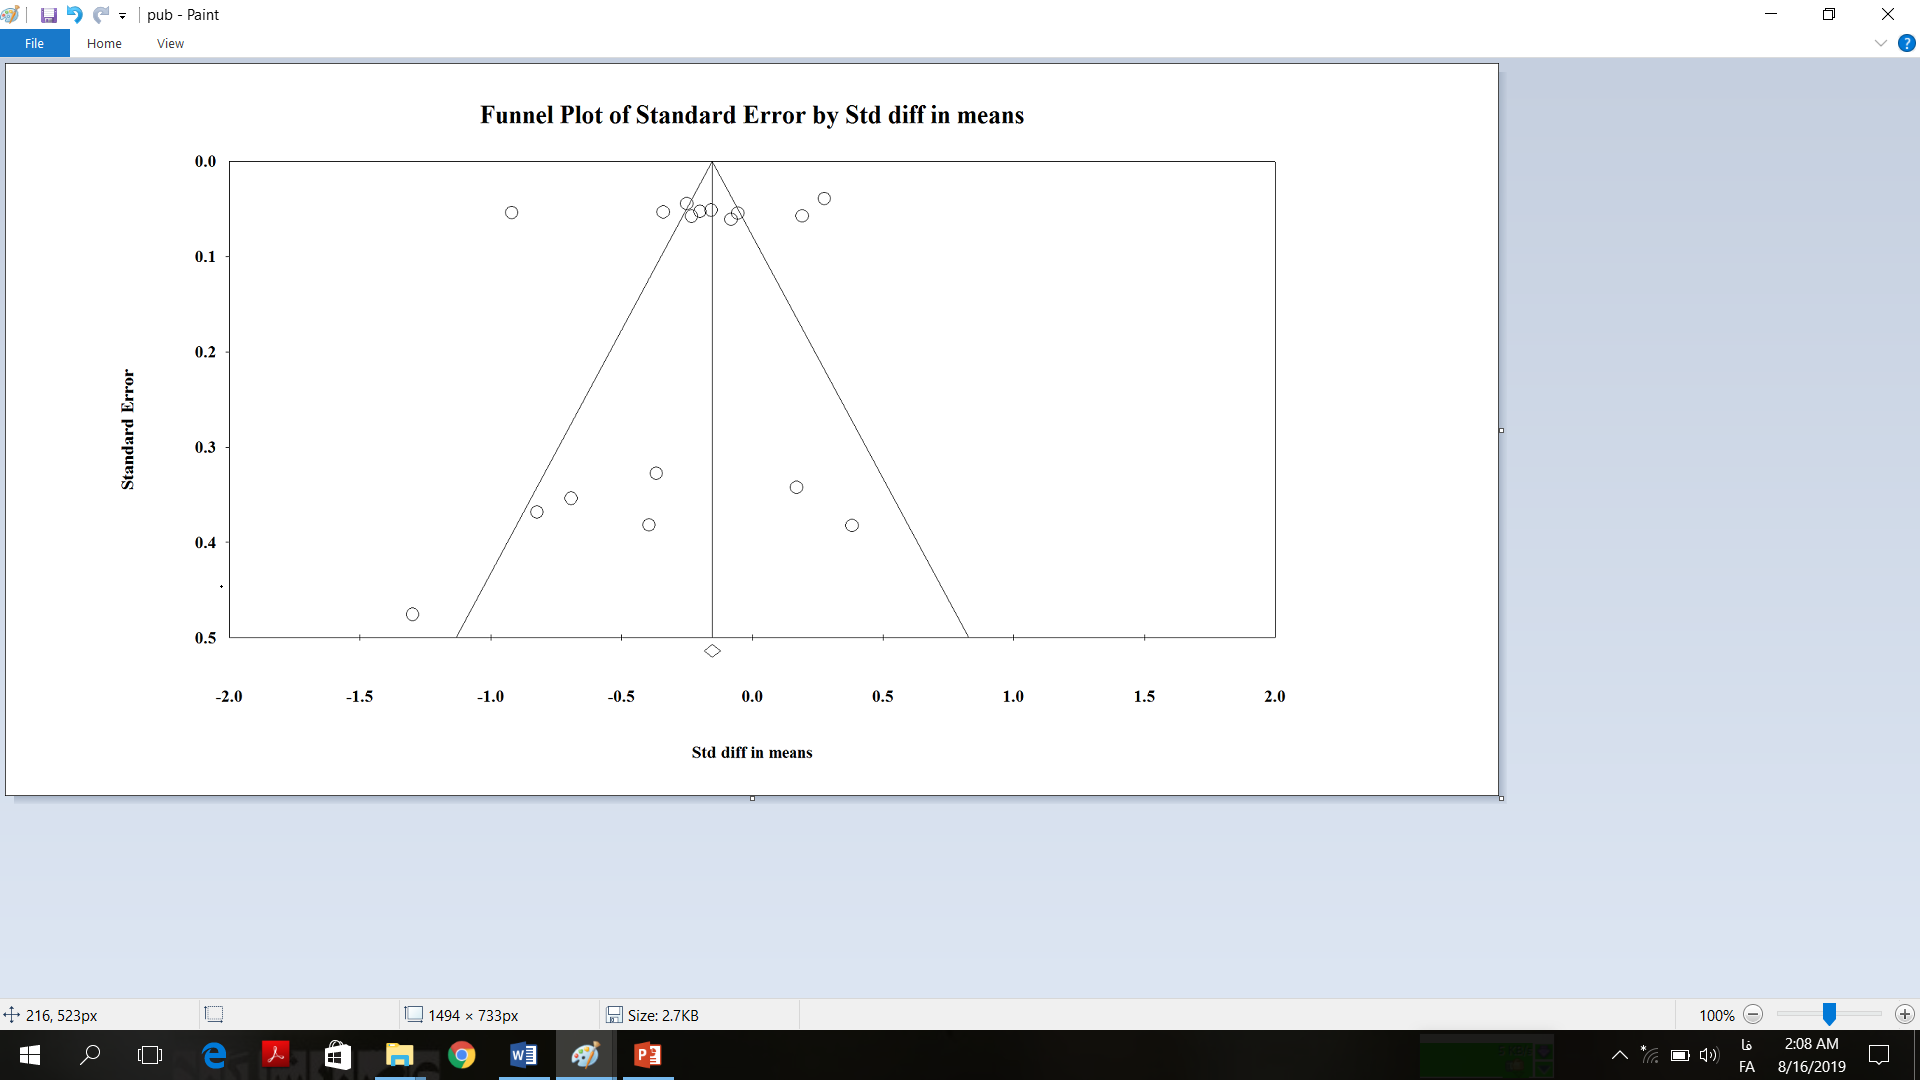 pub - Paint
File Home View
Funnel Plot of Standard Error by Std diff in means
0.0
0.1
0.2
0.3
0.4
0.5
Standard Error
-2.0 -1.5 -1.0 -0.5 0.0 0.5 1.0 1.5 2.0
Std diff in means
216, 523px 1494 × 733px Size: 2.7KB 100%
فا 2:08 AM
FA 8/16/2019